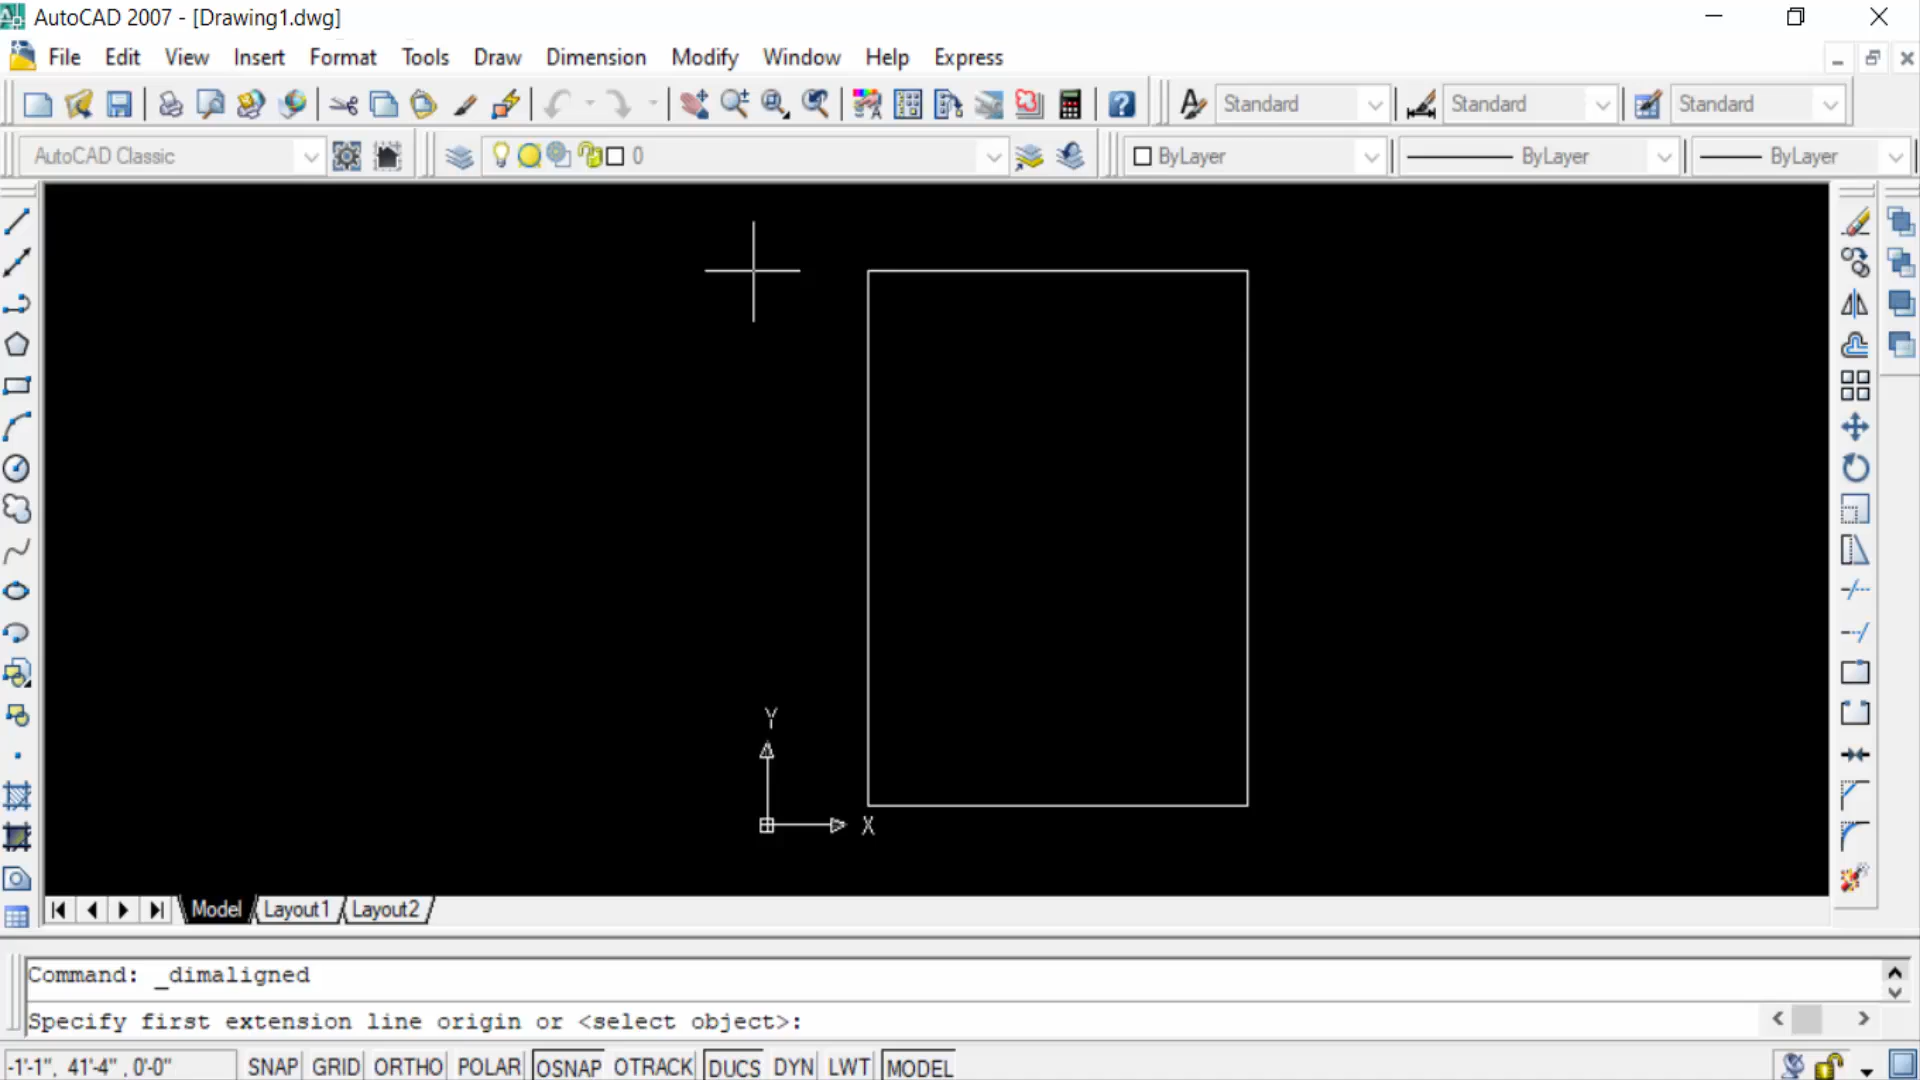 AutoCAD 2007 - [Drawing1.dwg]
File Edit View Insert Format Tools Draw Dimension Modify Window Help Express
Standard Standard Standard
AutoCAD Classic 0 ByLayer ByLayer ByLayer
Y
X
Model Layout1 Layout2
Command: _dimaligned
Specify first extension line origin or <select object>:
-1'-1", 41'-4" , 0'-0" SNAP GRID ORTHO POLAR OSNAP OTRACK DUCS DYN LWT MODEL